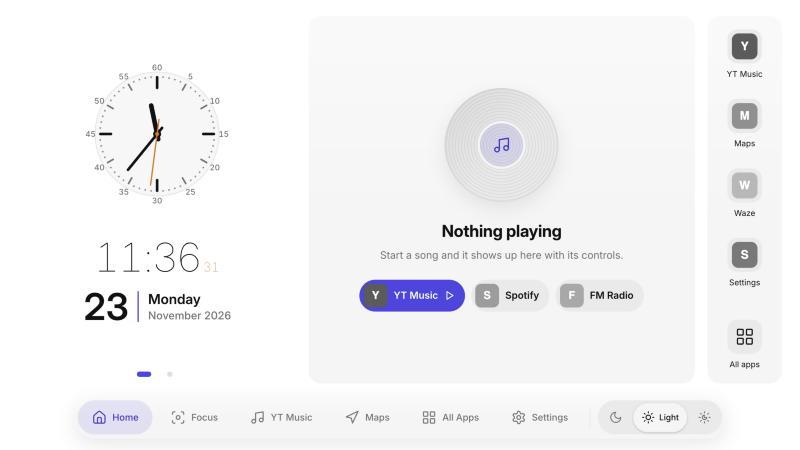 60
55
5
50
10
45
15
40
20
35
25
30
11:36 31
23
Monday
November 2026
Nothing playing
Start a song and it shows up here with its controls.
Y YT Music
S Spotify
F FM Radio
Y
YT Music
M
Maps
W
Waze
S
Settings
All apps
Home
Focus
YT Music
Maps
All Apps
Settings
Light